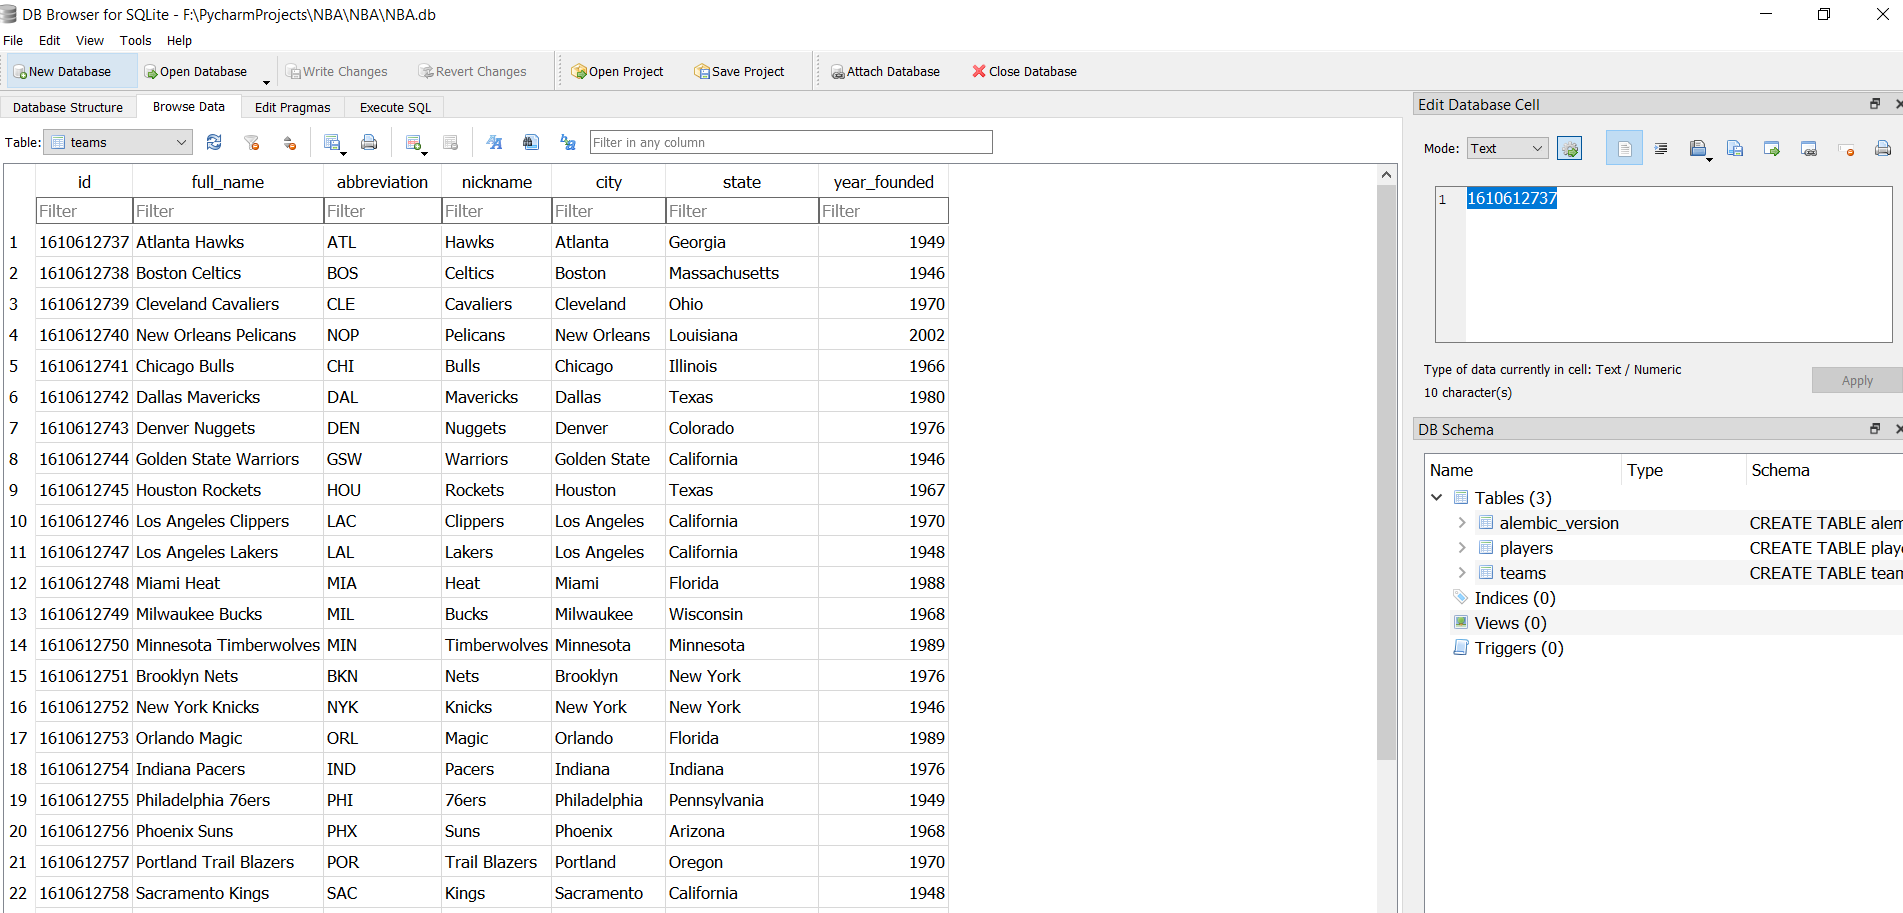 DB Browser for SQLite - F:\PycharmProjects\NBA\NBA\NBA.db
File Edit View Tools Help
New Database Open Database Write Changes Revert Changes Open Project Save Project Attach Database Close Database
Database Structure Browse Data Edit Pragmas Execute SQL
Table: teams Filter in any column
id full_name abbreviation nickname city state year_founded
Filter Filter Filter Filter Filter Filter Filter
1 1610612737 Atlanta Hawks ATL Hawks Atlanta Georgia 1949
2 1610612738 Boston Celtics BOS Celtics Boston Massachusetts 1946
3 1610612739 Cleveland Cavaliers CLE Cavaliers Cleveland Ohio 1970
4 1610612740 New Orleans Pelicans NOP Pelicans New Orleans Louisiana 2002
5 1610612741 Chicago Bulls CHI Bulls Chicago Illinois 1966
6 1610612742 Dallas Mavericks DAL Mavericks Dallas Texas 1980
7 1610612743 Denver Nuggets DEN Nuggets Denver Colorado 1976
8 1610612744 Golden State Warriors GSW Warriors Golden State California 1946
9 1610612745 Houston Rockets HOU Rockets Houston Texas 1967
10 1610612746 Los Angeles Clippers LAC Clippers Los Angeles California 1970
11 1610612747 Los Angeles Lakers LAL Lakers Los Angeles California 1948
12 1610612748 Miami Heat MIA Heat Miami Florida 1988
13 1610612749 Milwaukee Bucks MIL Bucks Milwaukee Wisconsin 1968
14 1610612750 Minnesota Timberwolves MIN Timberwolves Minnesota Minnesota 1989
15 1610612751 Brooklyn Nets BKN Nets Brooklyn New York 1976
16 1610612752 New York Knicks NYK Knicks New York New York 1946
17 1610612753 Orlando Magic ORL Magic Orlando Florida 1989
18 1610612754 Indiana Pacers IND Pacers Indiana Indiana 1976
19 1610612755 Philadelphia 76ers PHI 76ers Philadelphia Pennsylvania 1949
20 1610612756 Phoenix Suns PHX Suns Phoenix Arizona 1968
21 1610612757 Portland Trail Blazers POR Trail Blazers Portland Oregon 1970
22 1610612758 Sacramento Kings SAC Kings Sacramento California 1948
Edit Database Cell
Mode: Text
1 1610612737
Type of data currently in cell: Text / Numeric
10 character(s)
Apply
DB Schema
Name Type Schema
Tables (3)
alembic_version CREATE TABLE alem
players CREATE TABLE play
teams CREATE TABLE team
Indices (0)
Views (0)
Triggers (0)